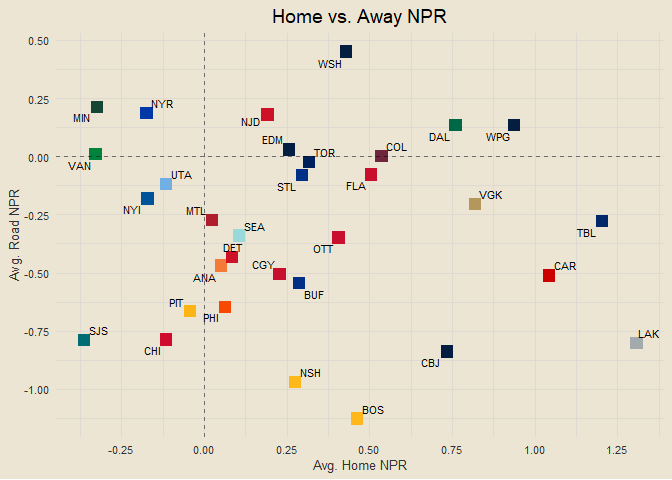 Home vs. Away NPR
0.50
WSH
0.25
MIN
NYR
NJD
DAL
WPG
EDM
TOR
COL
0.00
VAN
UTA
STL
FLA
VGK
NYI
MTL
SEA
TBL
-0.25
DET
OTT
ANA
CGY
CAR
-0.50
PIT
PHI
BUF
SJS
CHI
LAK
-0.75
CBJ
NSH
BOS
-1.00
Avg. Road NPR
-0.25
0.00
0.25
0.50
0.75
1.00
1.25
Avg. Home NPR